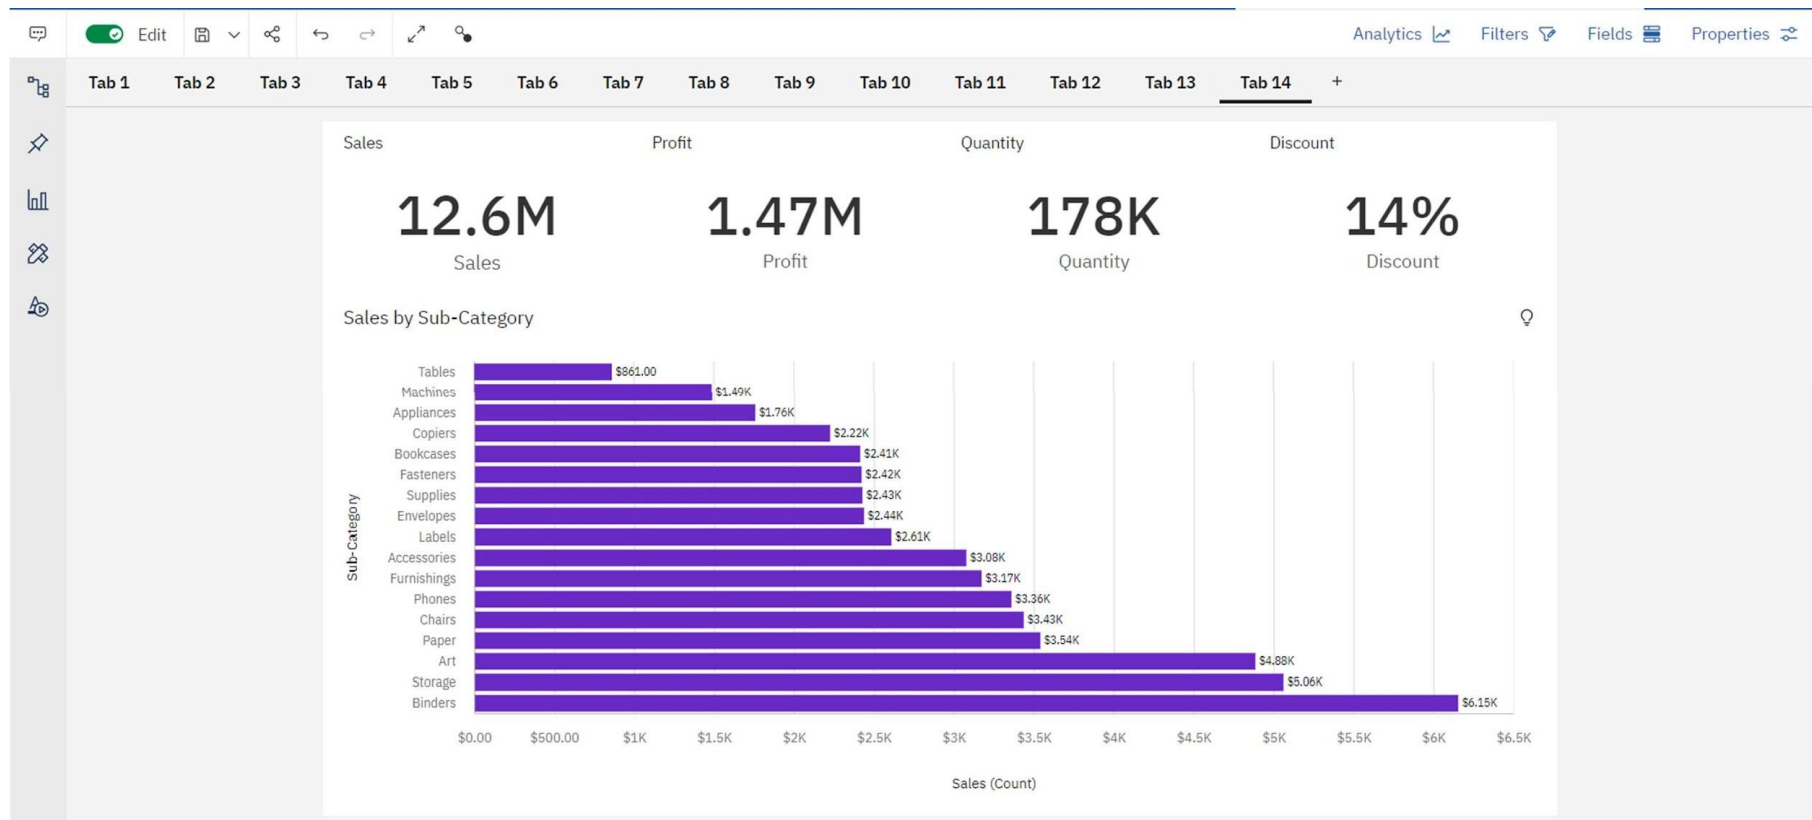 Edit
Analytics Filters Fields Properties
Tab 1 Tab 2 Tab 3 Tab 4 Tab 5 Tab 6 Tab 7 Tab 8 Tab 9 Tab 10 Tab 11 Tab 12 Tab 13 Tab 14 +
Sales Profit Quantity Discount
12.6M 1.47M 178K 14%
Sales Profit Quantity Discount
Sales by Sub-Category
Sub-Category
Tables $861.00
Machines $1.49K
Appliances $1.76K
Copiers $2.22K
Bookcases $2.41K
Fasteners $2.42K
Supplies $2.43K
Envelopes $2.44K
Labels $2.61K
Accessories $3.08K
Furnishings $3.17K
Phones $3.36K
Chairs $3.43K
Paper $3.54K
Art $4.88K
Storage $5.06K
Binders $6.15K
$0.00 $500.00 $1K $1.5K $2K $2.5K $3K $3.5K $4K $4.5K $5K $5.5K $6K $6.5K
Sales (Count)